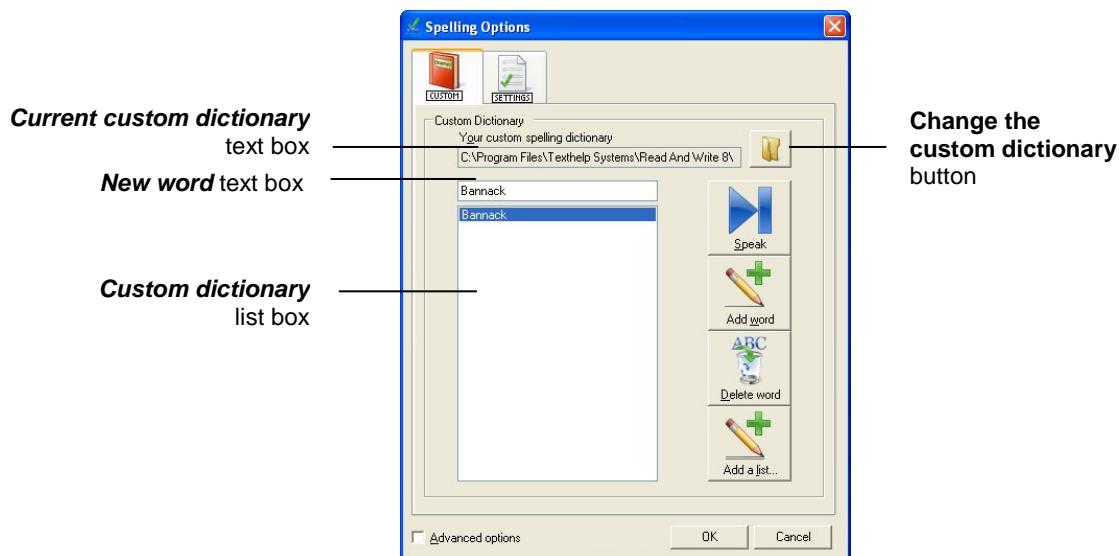 Spelling Options
CUSTOM
SETTINGS
Current custom dictionary
text box
Custom Dictionary
Your custom spelling dictionary
C:\Program Files\Texthelp Systems\Read And Write 8\
Change the
custom dictionary
button
New word text box
Bannack
Bannack
Speak
Custom dictionary
list box
Add word
ABC
Delete word
Add a list...
Advanced options
OK
Cancel